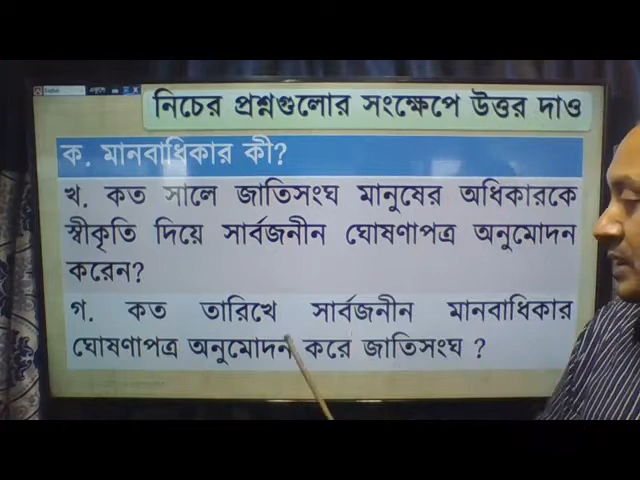 নিচের প্রশ্নগুলোর সংক্ষেপে উত্তর দাও
ক. মানবাধিকার কী?
খ. কত সালে জাতিসংঘ মানুষের অধিকারকে
স্বীকৃতি দিয়ে সার্বজনীন ঘোষণাপত্র অনুমোদন
করেন?
গ. কত তারিখে সার্বজনীন মানবাধিকার
ঘোষণাপত্র অনুমোদন করে জাতিসংঘ ?